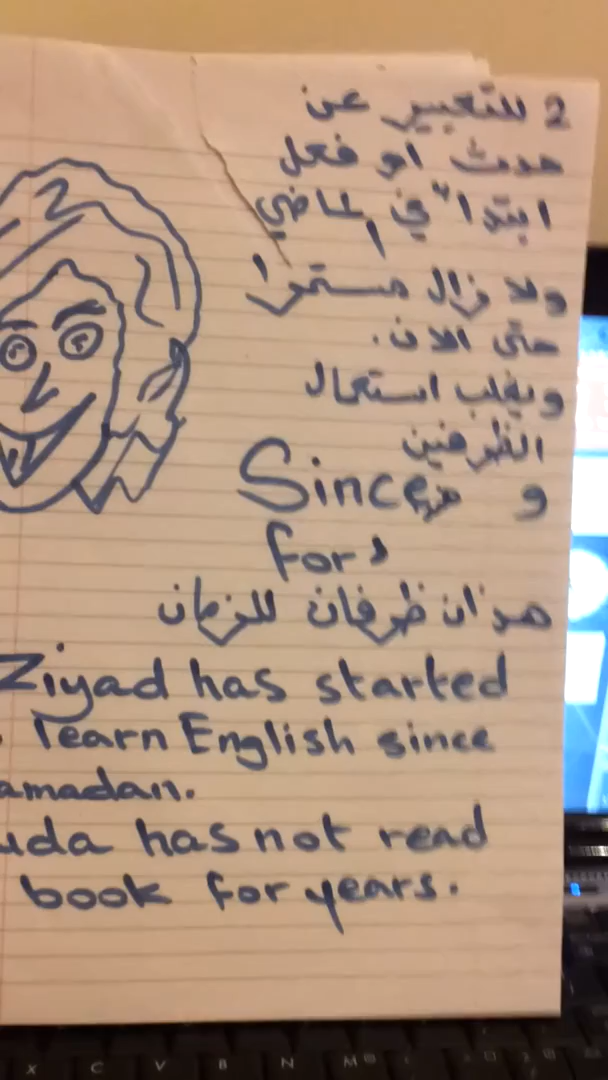 2 للتعبير عن
حدث او فعل
ابتدأ في الماضي
ولا زال مستمرا
حتى الان.
ويغلب استعمال
الظرفين
Since و
for
هذان ظرفان للزمان
Ziyad has started
learn English since
amadan.
uda has not read
book for years.
X C V B N M